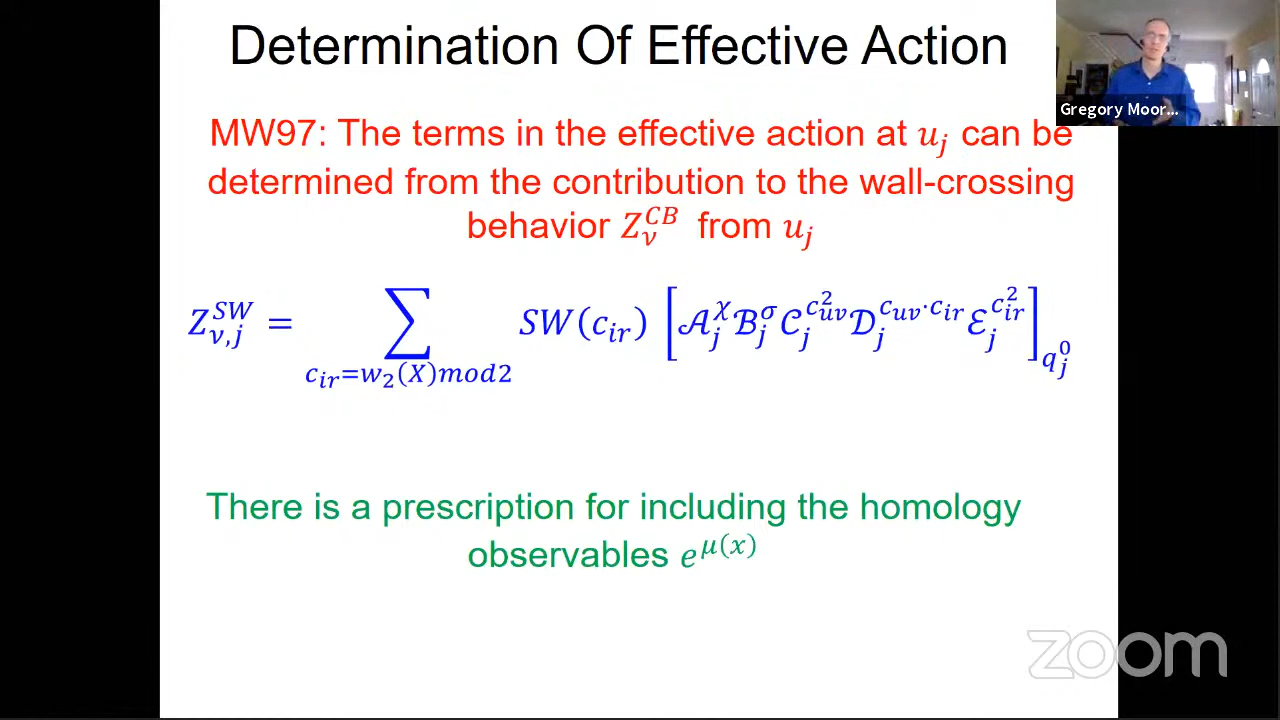 Determination Of Effective Action
Gregory Moor...
MW97: The terms in the effective action at u_j can be
determined from the contribution to the wall-crossing
behavior Z_ν^{CB} from u_j
Z_{ν,j}^{SW} = ∑_{c_{ir}=w_2(X)mod2} SW(c_{ir}) [𝒜_j^χ ℬ_j^σ 𝒞_j^{c_{uv}^2} 𝒟_j^{c_{uv}·c_{ir}} ℰ_j^{c_{ir}^2}]_{q_j^0}
There is a prescription for including the homology
observables e^{μ(x)}
zoom